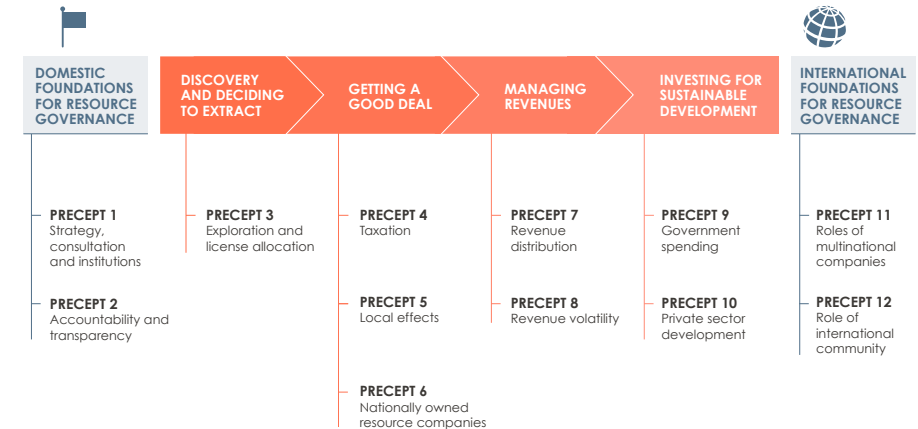 DOMESTIC
FOUNDATIONS
FOR RESOURCE
GOVERNANCE
DISCOVERY
AND DECIDING
TO EXTRACT
GETTING A
GOOD DEAL
MANAGING
REVENUES
INVESTING FOR
SUSTAINABLE
DEVELOPMENT
INTERNATIONAL
FOUNDATIONS
FOR RESOURCE
GOVERNANCE
PRECEPT 1
Strategy,
consultation
and institutions
PRECEPT 2
Accountability and
transparency
PRECEPT 3
Exploration and
license allocation
PRECEPT 4
Taxation
PRECEPT 5
Local effects
PRECEPT 6
Nationally owned
resource companies
PRECEPT 7
Revenue
distribution
PRECEPT 8
Revenue volatility
PRECEPT 9
Government
spending
PRECEPT 10
Private sector
development
PRECEPT 11
Roles of
multinational
companies
PRECEPT 12
Role of
international
community